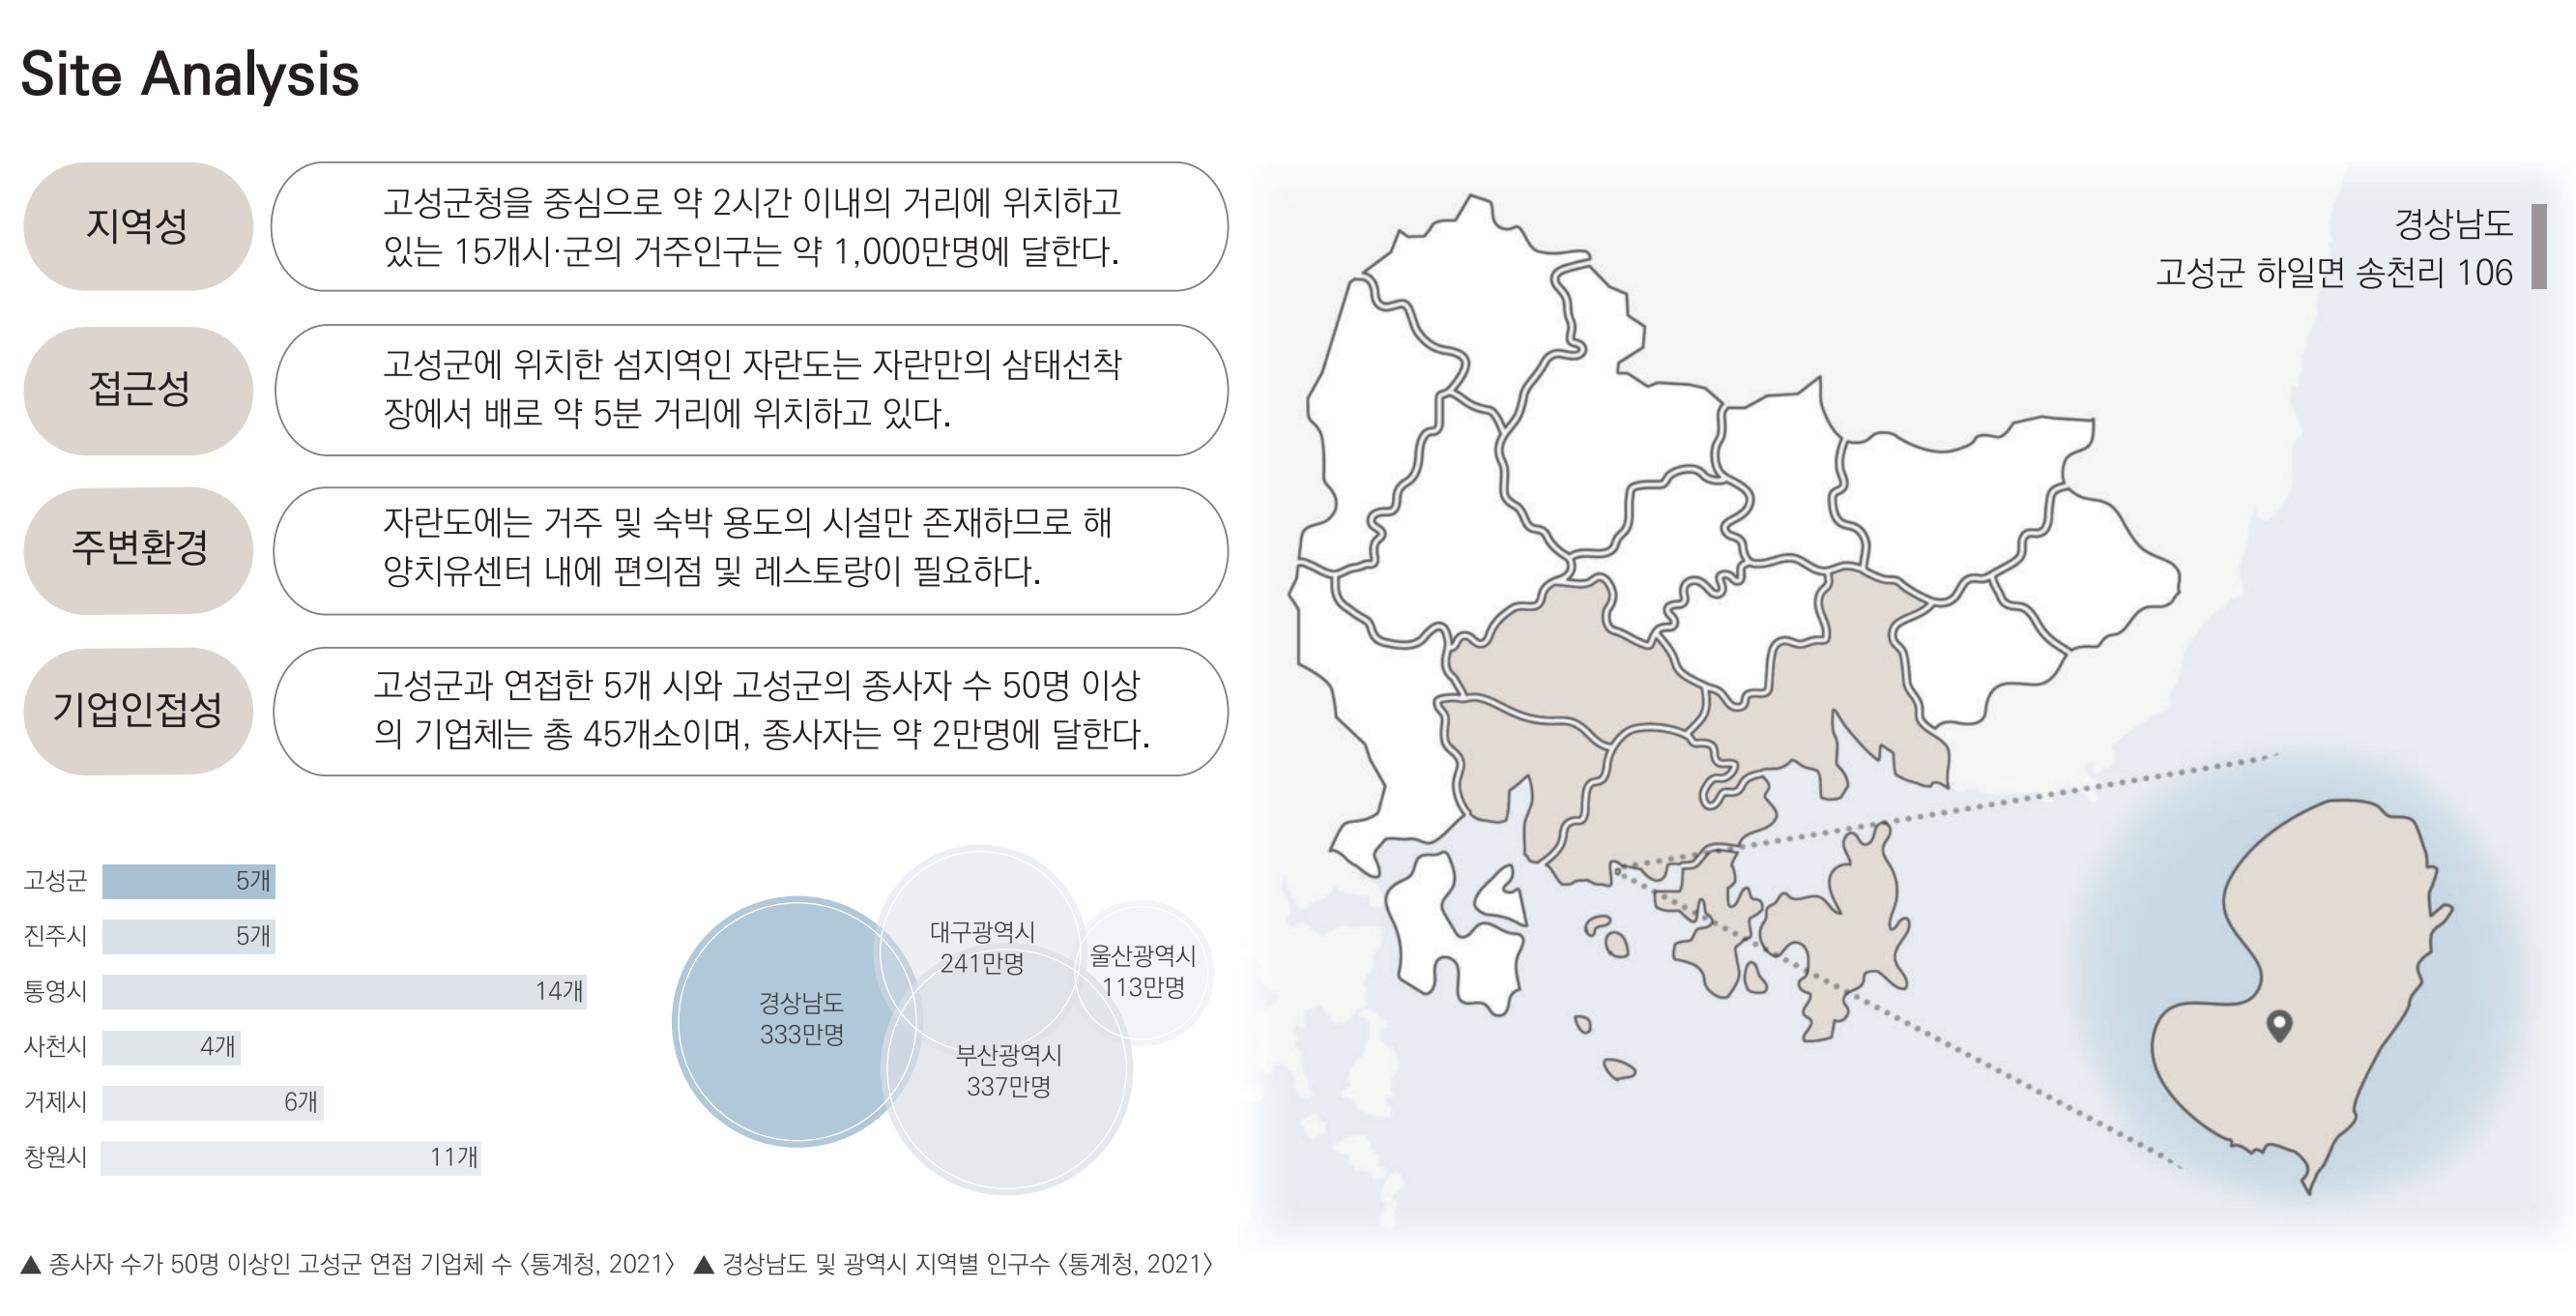 Site Analysis
지역성
고성군청을 중심으로 약 2시간 이내의 거리에 위치하고
있는 15개시·군의 거주인구는 약 1,000만명에 달한다.
접근성
고성군에 위치한 섬지역인 자란도는 자란만의 삼태선착
장에서 배로 약 5분 거리에 위치하고 있다.
주변환경
자란도에는 거주 및 숙박 용도의 시설만 존재하므로 해
양치유센터 내에 편의점 및 레스토랑이 필요하다.
기업인접성
고성군과 연접한 5개 시와 고성군의 종사자 수 50명 이상
의 기업체는 총 45개소이며, 종사자는 약 2만명에 달한다.
고성군 5개
진주시 5개
통영시 14개
사천시 4개
거제시 6개
창원시 11개
▲ 종사자 수가 50명 이상인 고성군 연접 기업체 수 〈통계청, 2021〉
경상남도
333만명
대구광역시
241만명
울산광역시
113만명
부산광역시
337만명
▲ 경상남도 및 광역시 지역별 인구수 〈통계청, 2021〉
경상남도
고성군 하일면 송천리 106